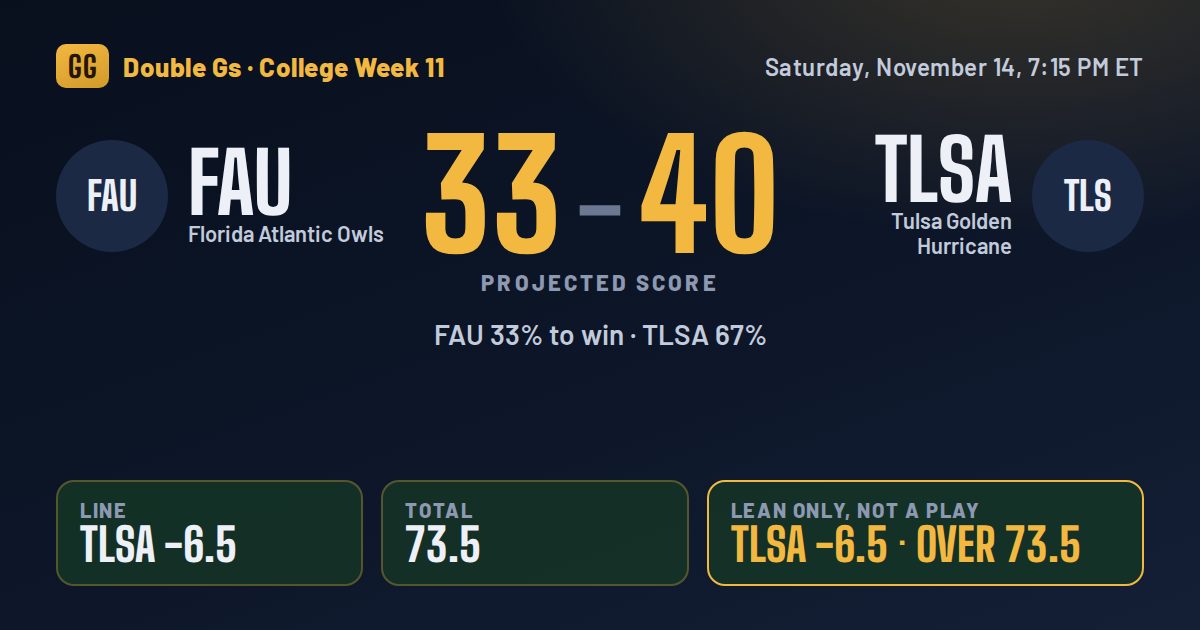 GG
Double Gs · College Week 11
Saturday, November 14, 7:15 PM ET
FAU
FAU
Florida Atlantic Owls
33 – 40
TLSA
Tulsa Golden
Hurricane
TLS
PROJECTED SCORE
FAU 33% to win · TLSA 67%
LINE
TLSA −6.5
TOTAL
73.5
LEAN ONLY, NOT A PLAY
TLSA −6.5 · OVER 73.5